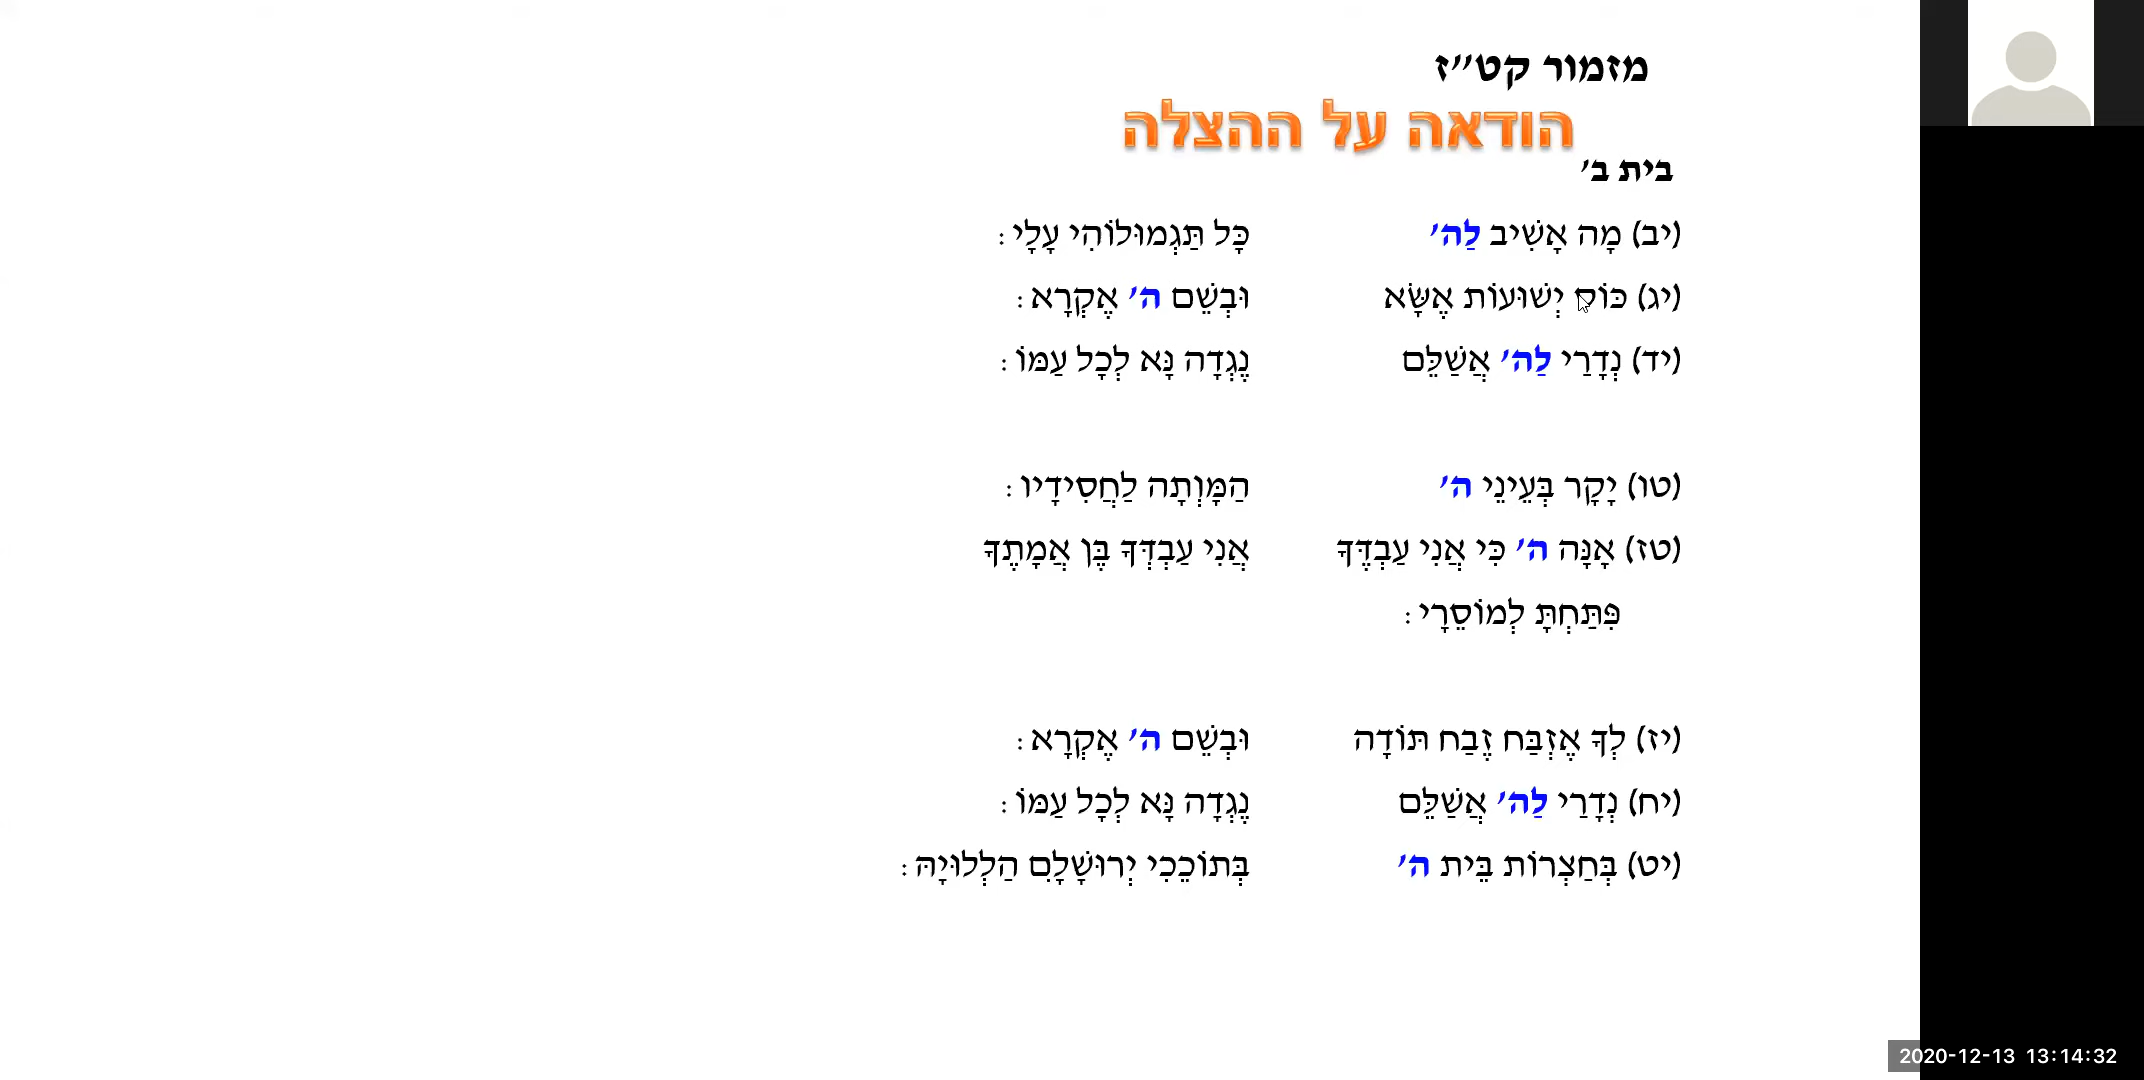 מזמור קט״ז
הודאה על ההצלה
בית ב׳
(יב) מָה אָשִׁיב לַה׳ כָּל תַּגְמוּלוֹהִי עָלָי:
(יג) כּוֹס יְשׁוּעוֹת אֶשָּׂא וּבְשֵׁם ה׳ אֶקְרָא:
(יד) נְדָרַי לַה׳ אֲשַׁלֵּם נֶגְדָה נָּא לְכָל עַמּוֹ:
(טו) יָקָר בְּעֵינֵי ה׳ הַמָּוְתָה לַחֲסִידָיו:
(טז) אָנָּה ה׳ כִּי אֲנִי עַבְדֶּךָ אֲנִי עַבְדְּךָ בֶּן אֲמָתֶךָ
פִּתַּחְתָּ לְמוֹסֵרָי:
(יז) לְךָ אֶזְבַּח זֶבַח תּוֹדָה וּבְשֵׁם ה׳ אֶקְרָא:
(יח) נְדָרַי לַה׳ אֲשַׁלֵּם נֶגְדָה נָּא לְכָל עַמּוֹ:
(יט) בְּחַצְרוֹת בֵּית ה׳ בְּתוֹכֵכִי יְרוּשָׁלִָם הַלְלוּיָהּ:
2020-12-13 13:14:32